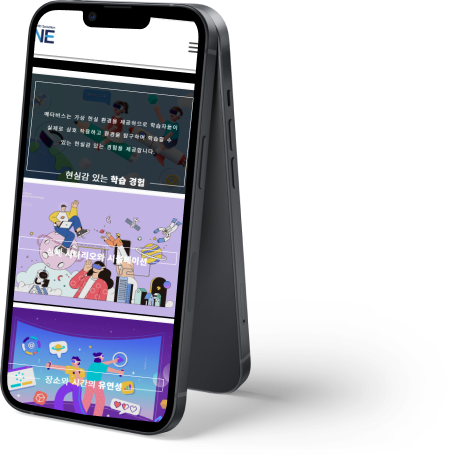 NE
메타버스는 가상 현실 환경을 제공하므로 학습자들이
실제로 상호 작용하고 환경을 탐구하며 학습할 수
있는 현실감 있는 경험을 제공합니다.
현실감 있는 학습 경험
시나리오와 시뮬레이션
장소와 시간의 유연성